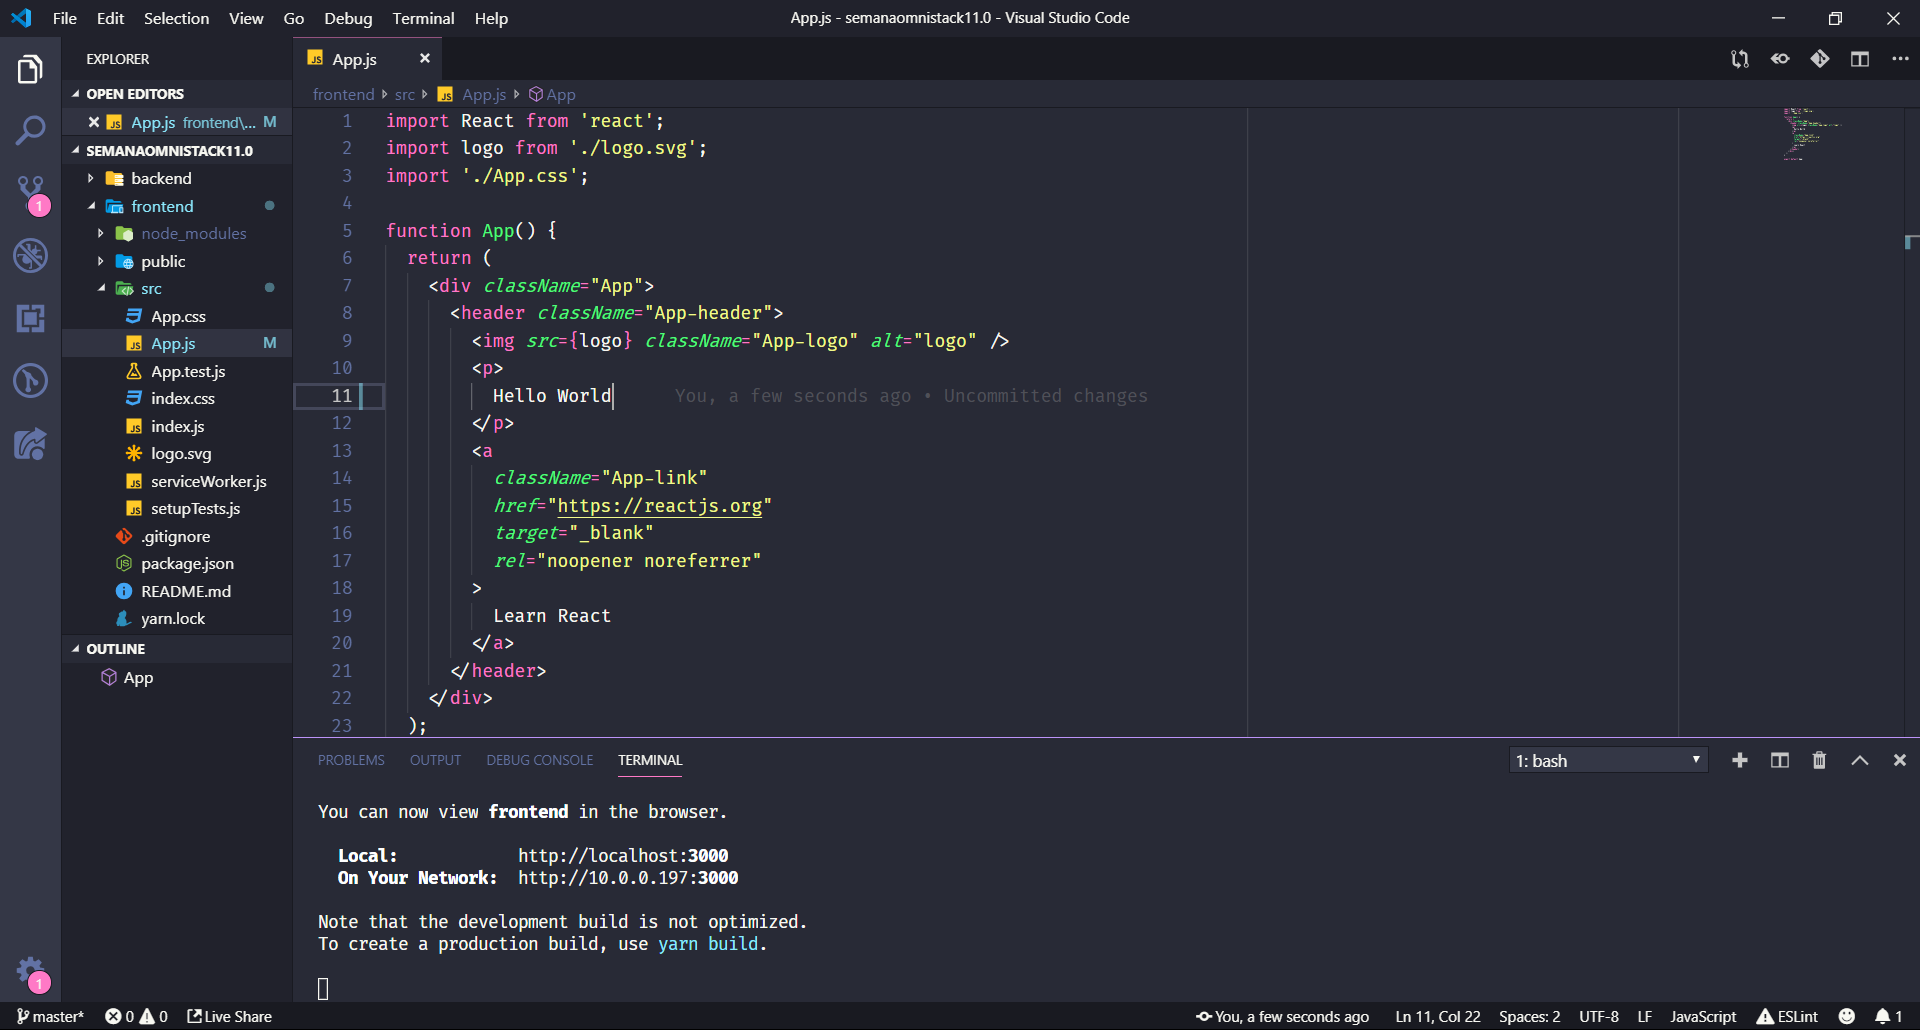 File Edit Selection View Go Debug Terminal Help
App.js - semanaomnistack11.0 - Visual Studio Code
EXPLORER
OPEN EDITORS
JS App.js frontend\... M
SEMANAOMNISTACK11.0
backend
frontend
node_modules
public
src
App.css
JS App.js M
App.test.js
index.css
JS index.js
logo.svg
JS serviceWorker.js
JS setupTests.js
.gitignore
package.json
README.md
yarn.lock
OUTLINE
App
1
1
JS App.js
frontend src JS App.js App
1 import React from 'react';
2 import logo from './logo.svg';
3 import './App.css';
4
5 function App() {
6 return (
7 <div className="App">
8 <header className="App-header">
9 <img src={logo} className="App-logo" alt="logo" />
10 <p>
11 Hello World You, a few seconds ago • Uncommitted changes
12 </p>
13 <a
14 className="App-link"
15 href="https://reactjs.org"
16 target="_blank"
17 rel="noopener noreferrer"
18 >
19 Learn React
20 </a>
21 </header>
22 </div>
23 );
PROBLEMS OUTPUT DEBUG CONSOLE TERMINAL 1: bash
You can now view frontend in the browser.
Local: http://localhost:3000
On Your Network: http://10.0.0.197:3000
Note that the development build is not optimized.
To create a production build, use yarn build.
master* 0 0 Live Share You, a few seconds ago Ln 11, Col 22 Spaces: 2 UTF-8 LF JavaScript ESLint 1